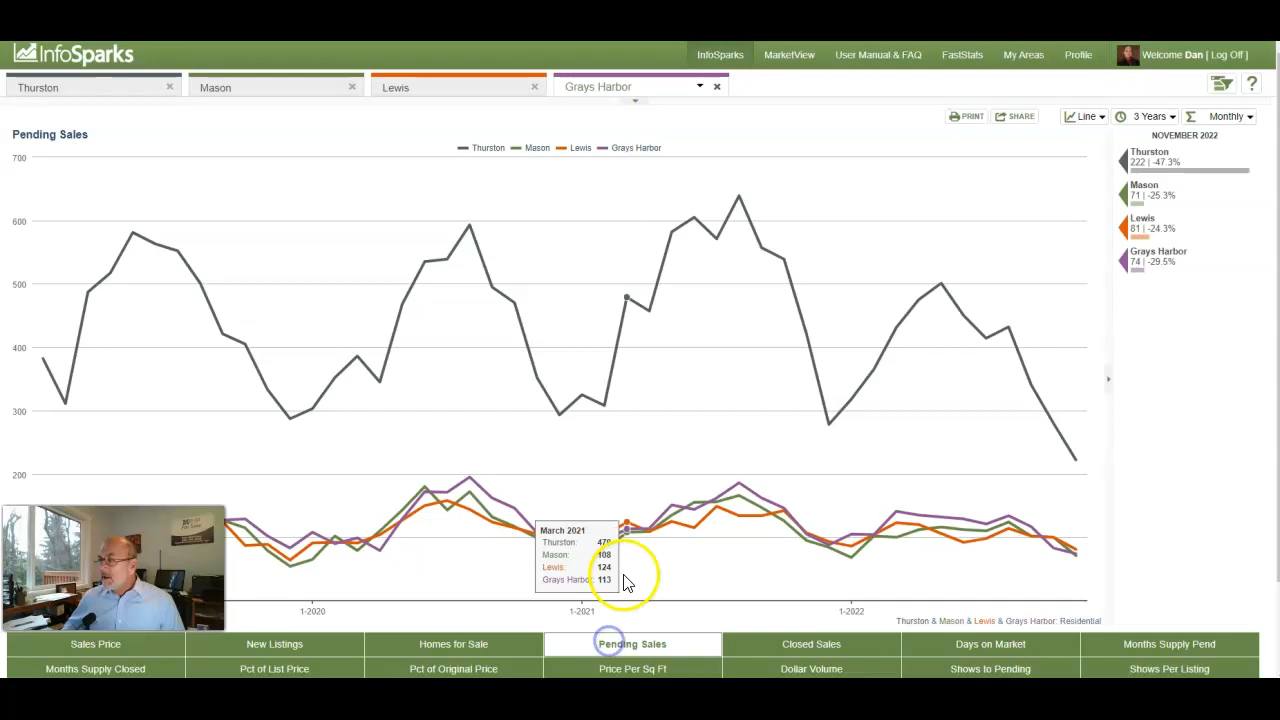 InfoSparks
InfoSparks MarketView User Manual & FAQ FastStats My Areas Profile Welcome Dan [ Log Off ]
Thurston × Mason × Lewis × Grays Harbor ×
?
PRINT SHARE Line 3 Years Σ Monthly
Pending Sales
Thurston Mason Lewis Grays Harbor
NOVEMBER 2022
Thurston
222 | -47.3%
Mason
71 | -25.3%
Lewis
81 | -24.3%
Grays Harbor
74 | -29.5%
700
600
500
400
300
200
March 2021
Thurston:
Mason: 108
Lewis: 124
Grays Harbor 113
1-2020 1-2021 1-2022
Thurston & Mason & Lewis & Grays Harbor: Residential
Sales Price New Listings Homes for Sale Pending Sales Closed Sales Days on Market Months Supply Pend
Months Supply Closed Pct of List Price Pct of Original Price Price Per Sq Ft Dollar Volume Shows to Pending Shows Per Listing